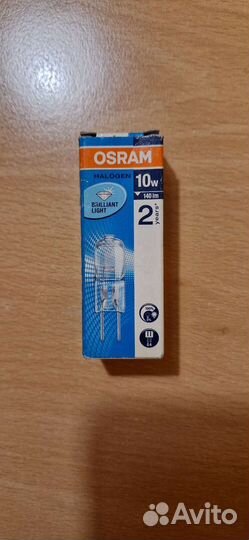 OSRAM
HALOGEN
10W
140 lm
BRILLIANT
LIGHT
2
years*
Avito